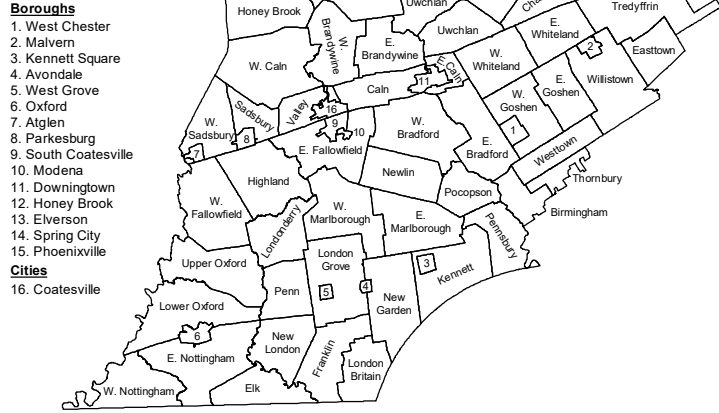 Boroughs
1. West Chester
2. Malvern
3. Kennett Square
4. Avondale
5. West Grove
6. Oxford
7. Atglen
8. Parkesburg
9. South Coatesville
10. Modena
11. Downingtown
12. Honey Brook
13. Elverson
14. Spring City
15. Phoenixville
Cities
16. Coatesville
Honey Brook
W.
Brandywine
E.
Brandywine
Uwchlan
Uwchlan
Tredyffrin
E.
Whiteland
W.
Whiteland
2
Easttown
W. Caln
Caln
11
E. Caln
Willistown
E.
Goshen
W.
Goshen
1
Valley
16
Sadsbury
8
W.
Sadsbury
7
9
10
W.
Bradford
E.
Bradford
Westtown
E. Fallowfield
Newlin
Thornbury
Highland
Pocopson
Birmingham
W.
Fallowfield
Londonderry
W.
Marlborough
E.
Marlborough
Pennsbury
Upper Oxford
London
Grove
3
Kennett
Penn
5
4
New
Garden
Lower Oxford
6
New
London
E. Nottingham
Franklin
London
Britain
W. Nottingham
Elk